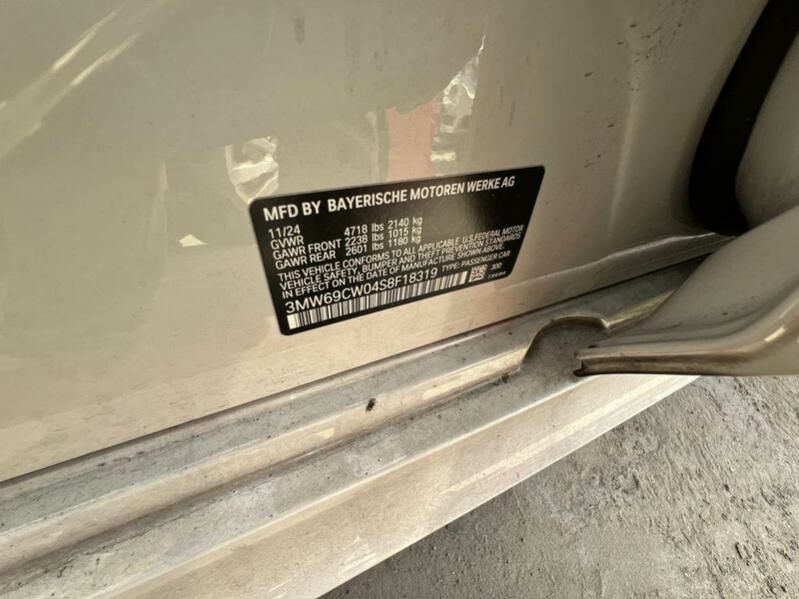 MFD BY BAYERISCHE MOTOREN WERKE AG
11/24
GVWR 4718 lbs 2140 kg
GAWR FRONT 2238 lbs 1015 kg
GAWR REAR 2601 lbs 1180 kg
THIS VEHICLE CONFORMS TO ALL APPLICABLE U.S.FEDERAL MOTOR
VEHICLE SAFETY, BUMPER, AND THEFT PREVENTION STANDARDS
IN EFFECT ON THE DATE OF MANUFACTURE SHOWN ABOVE.
3MW69CW04S8F18319 TYPE: PASSENGER CAR
300